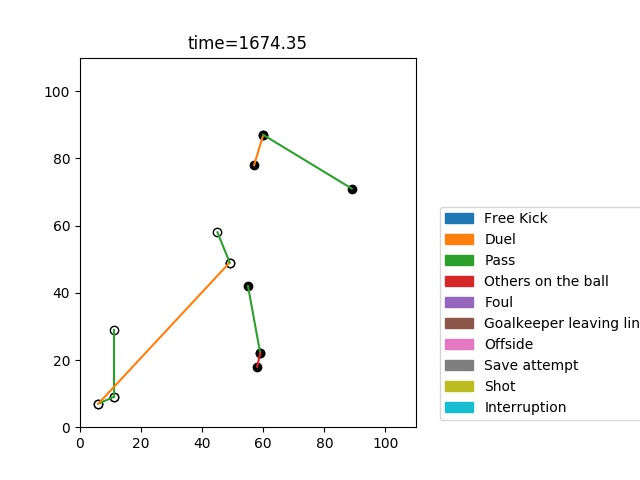 time=1674.35
100
80
60
40
20
0
0 20 40 60 80 100
Free Kick
Duel
Pass
Others on the ball
Foul
Goalkeeper leaving lin
Offside
Save attempt
Shot
Interruption